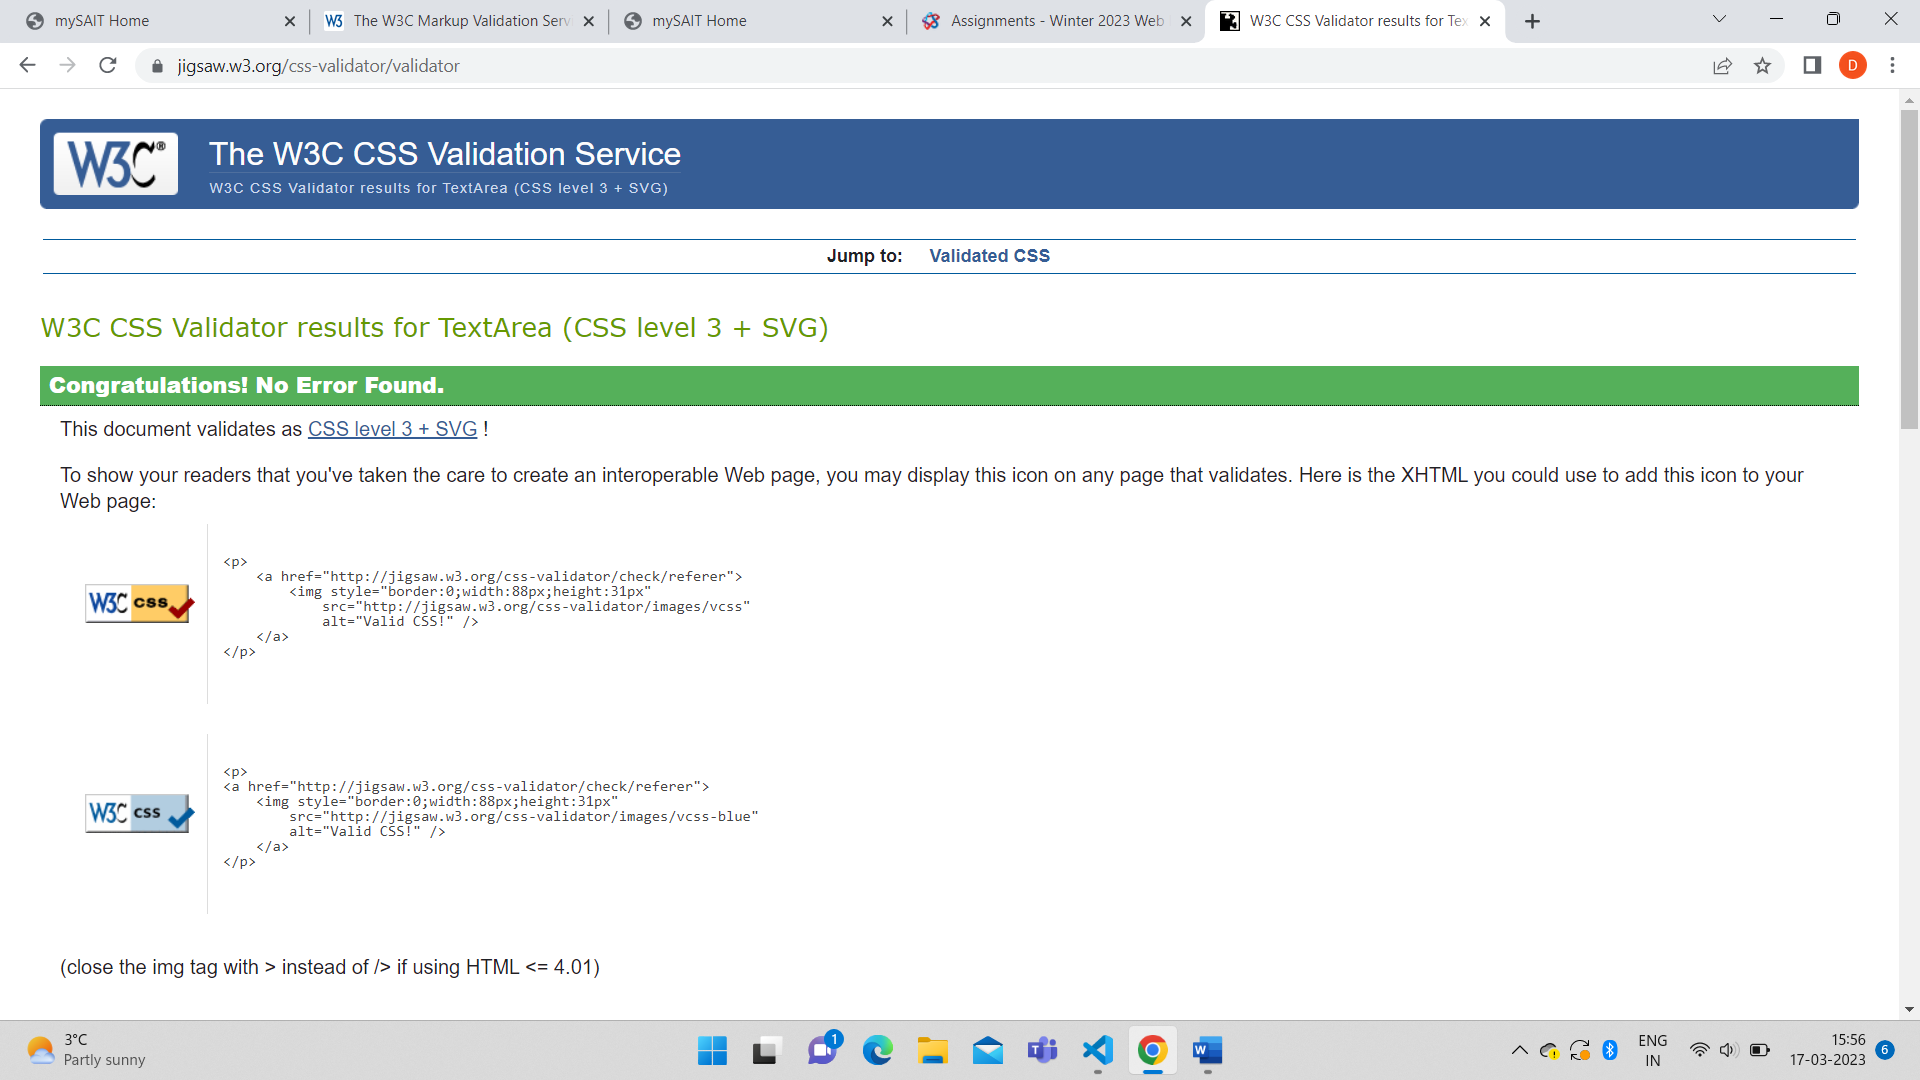 mySAIT Home
The W3C Markup Validation Serv
mySAIT Home
Assignments - Winter 2023 Web
W3C CSS Validator results for Tex
jigsaw.w3.org/css-validator/validator
D
W3C®
The W3C CSS Validation Service
W3C CSS Validator results for TextArea (CSS level 3 + SVG)
Jump to: Validated CSS
W3C CSS Validator results for TextArea (CSS level 3 + SVG)
Congratulations! No Error Found.
This document validates as CSS level 3 + SVG !
To show your readers that you've taken the care to create an interoperable Web page, you may display this icon on any page that validates. Here is the XHTML you could use to add this icon to your
Web page:
W3C css
<p>
    <a href="http://jigsaw.w3.org/css-validator/check/referer">
        <img style="border:0;width:88px;height:31px"
            src="http://jigsaw.w3.org/css-validator/images/vcss"
            alt="Valid CSS!" />
    </a>
</p>
W3C css
<p>
<a href="http://jigsaw.w3.org/css-validator/check/referer">
    <img style="border:0;width:88px;height:31px"
        src="http://jigsaw.w3.org/css-validator/images/vcss-blue"
        alt="Valid CSS!" />
    </a>
</p>
(close the img tag with > instead of /> if using HTML <= 4.01)
3°C
Partly sunny
1
ENG
IN
15:56
17-03-2023
6